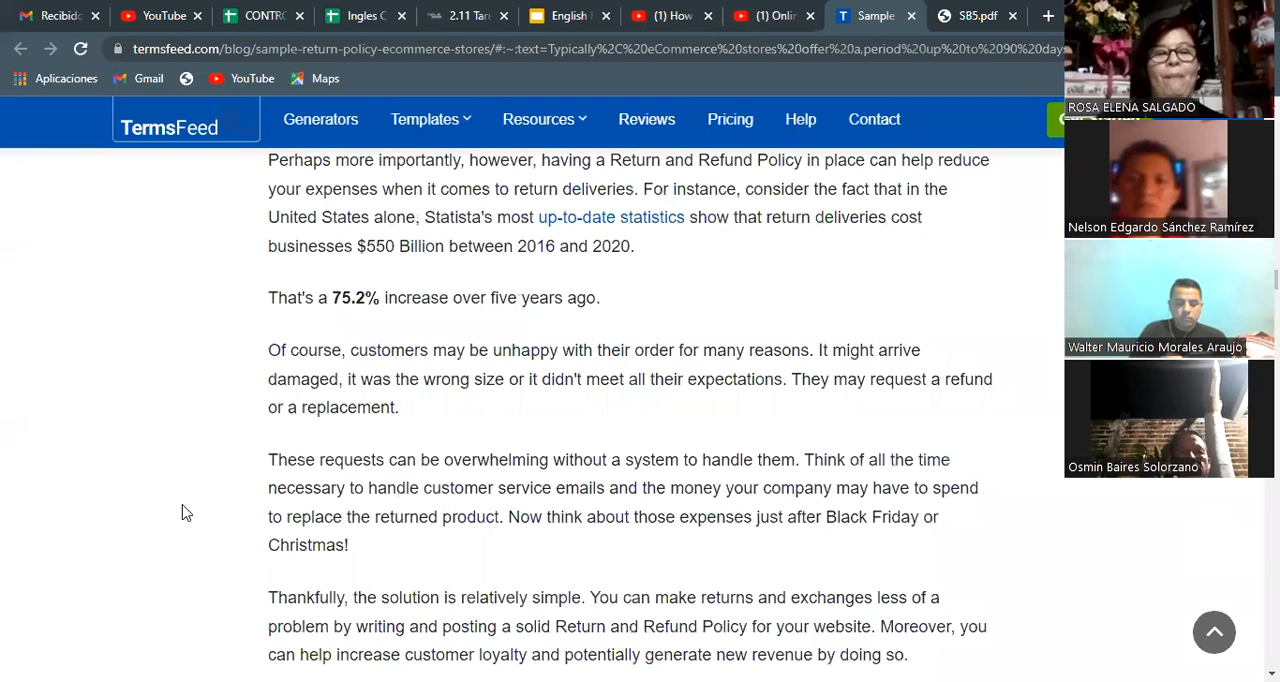 Recibidc
YouTube
CONTRC
Ingles C
2.11 Tar
English
(1) How
(1) Onli
Sample
SB5.pdf
termsfeed.com/blog/sample-return-policy-ecommerce-stores/#:~:text=Typically%2C%20eCommerce%20stores%20offer%20a,period%20up%20to%2090%20day
Aplicaciones
Gmail
YouTube
Maps
TermsFeed
Generators
Templates
Resources
Reviews
Pricing
Help
Contact
Perhaps more importantly, however, having a Return and Refund Policy in place can help reduce
your expenses when it comes to return deliveries. For instance, consider the fact that in the
United States alone, Statista's most up-to-date statistics show that return deliveries cost
businesses $550 Billion between 2016 and 2020.
That's a 75.2% increase over five years ago.
Of course, customers may be unhappy with their order for many reasons. It might arrive
damaged, it was the wrong size or it didn't meet all their expectations. They may request a refund
or a replacement.
These requests can be overwhelming without a system to handle them. Think of all the time
necessary to handle customer service emails and the money your company may have to spend
to replace the returned product. Now think about those expenses just after Black Friday or
Christmas!
Thankfully, the solution is relatively simple. You can make returns and exchanges less of a
problem by writing and posting a solid Return and Refund Policy for your website. Moreover, you
can help increase customer loyalty and potentially generate new revenue by doing so.
ROSA ELENA SALGADO
Nelson Edgardo Sánchez Ramírez
Walter Mauricio Morales Araujo
Osmin Baires Solorzano